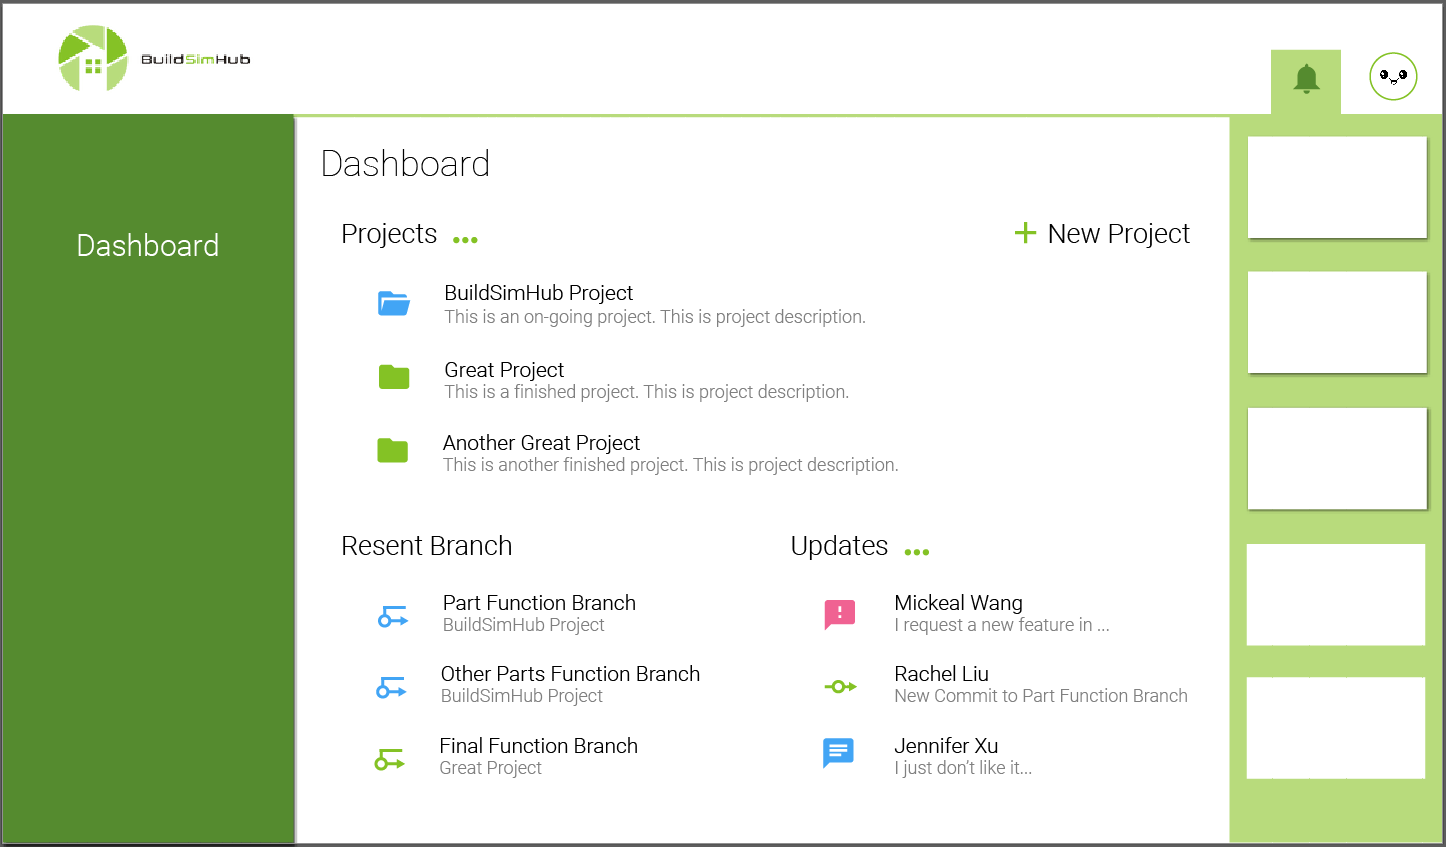 BuildSimHub
Dashboard
Dashboard
Projects ...
+ New Project
BuildSimHub Project
This is an on-going project. This is project description.
Great Project
This is a finished project. This is project description.
Another Great Project
This is another finished project. This is project description.
Resent Branch
Part Function Branch
BuildSimHub Project
Other Parts Function Branch
BuildSimHub Project
Final Function Branch
Great Project
Updates ...
Mickeal Wang
I request a new feature in ...
Rachel Liu
New Commit to Part Function Branch
Jennifer Xu
I just don’t like it...